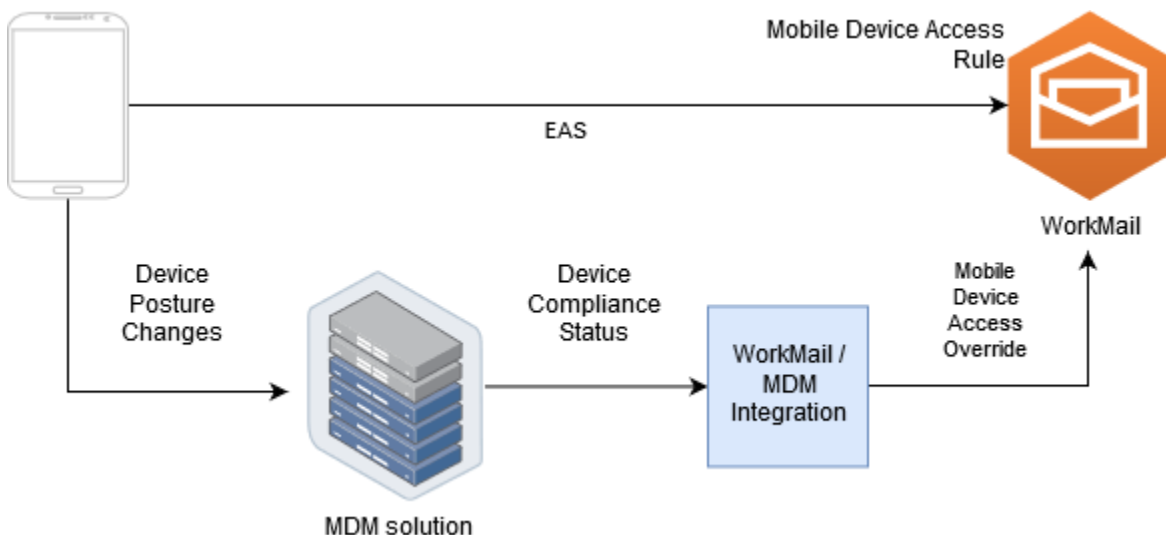 Mobile Device Access
Rule
EAS
WorkMail
Device
Posture
Changes
Device
Compliance
Status
Mobile
Device
Access
Override
WorkMail /
MDM
Integration
MDM solution